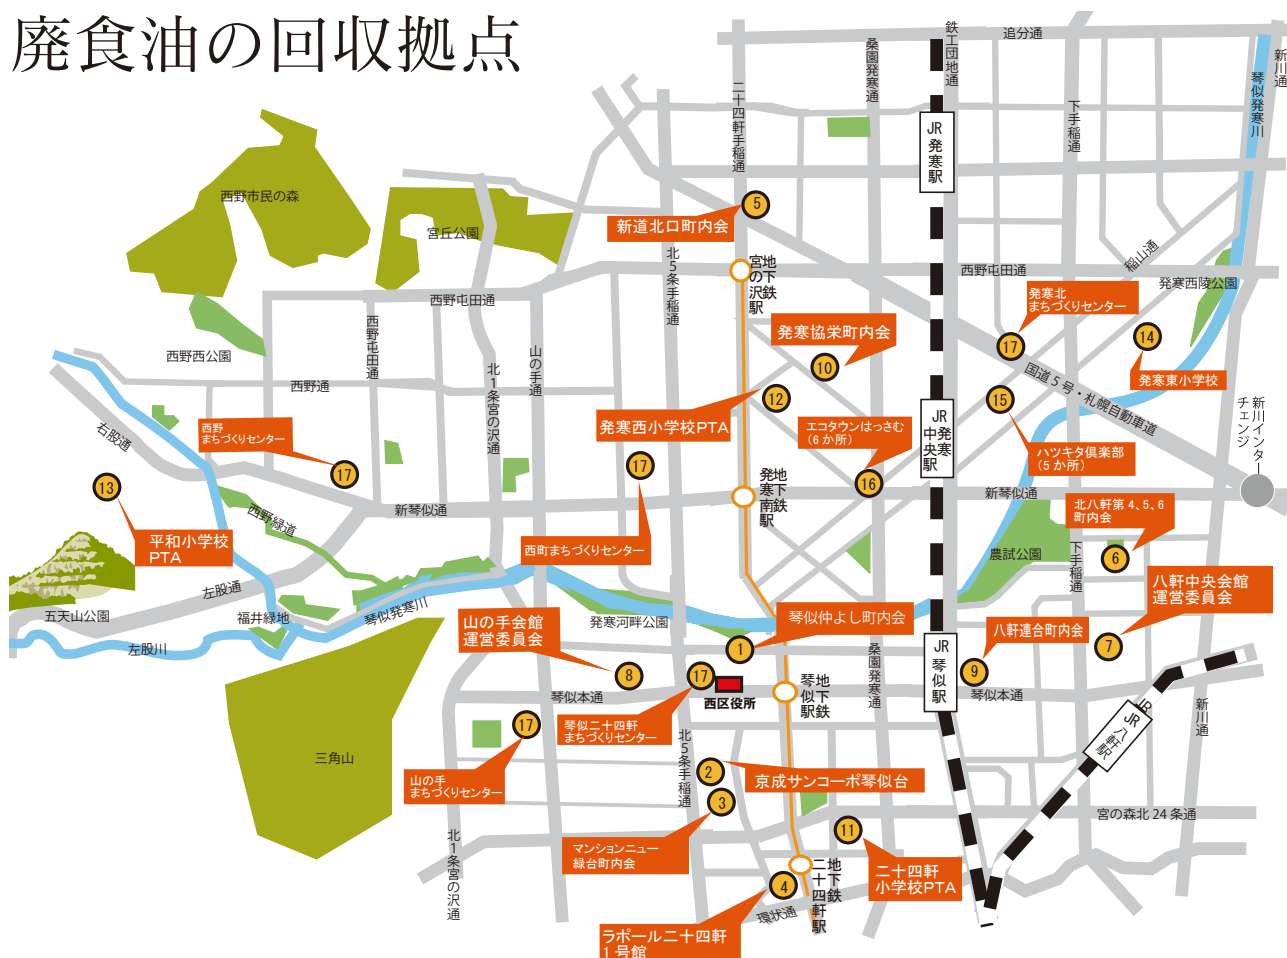 廃食油の回収拠点
鉄工団地通
追分通
桑園発寒通
新川通
琴似発寒川
二十四軒手稲通
下手稲通
JR
発寒駅
西野市民の森
宮丘公園
5
新道北口町内会
稲山通
北5条手稲通
地下鉄
宮の沢駅
西野屯田通
発寒西陵公園
西野屯田通
発寒北
まちづくりセンター
西野屯田通
発寒協栄町内会
17
14
西野西公園
山の手通
10
国道5号・札幌自動車道
発寒東小学校
西野通
北1条宮の沢通
12
15
新川インター
チェンジ
右股通
西野
まちづくりセンター
発寒西小学校PTA
エコタウンはっさむ
(6か所)
JR
発寒
中央駅
ハツキタ倶楽部
(5か所)
17
17
13
16
地下鉄
発寒南駅
新琴似通
新琴似通
北八軒第4、5、6
町内会
西野緑道
平和小学校
PTA
西町まちづくりセンター
農試公園
下手稲通
6
八軒中央会館
運営委員会
左股通
五天山公園
福井緑地
琴似発寒川
山の手会館
運営委員会
発寒河畔公園
琴似仲よし町内会
八軒連合町内会
左股川
1
桑園発寒通
JR
琴似駅
7
8
17
9
地下鉄
琴似駅
琴似本通
西区役所
琴似本通
新川通
琴似二十四軒
まちづくりセンター
17
JR
JR
八軒駅
三角山
北5条手稲通
山の手
まちづくりセンター
2
京成サンコーポ琴似台
3
宮の森北24条通
11
北1条宮の沢通
マンションニュー
緑台町内会
地下鉄
二十四軒駅
二十四軒
小学校PTA
4
環状通
ラポール二十四軒
1号館